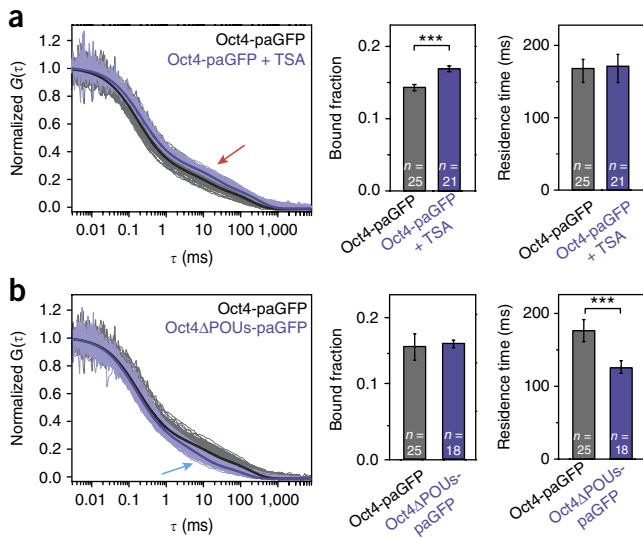 a
Normalized G(τ)
1.2
1.0
0.8
0.6
0.4
0.2
0.0
Oct4-paGFP
Oct4-paGFP + TSA
0.01 0.1 1 10 100 1,000
τ (ms)
Bound fraction
0.2
0.1
0.0
***
n =
25
n =
21
Oct4-paGFP
Oct4-paGFP
+ TSA
Residence time (ms)
200
100
0
n =
25
n =
21
Oct4-paGFP
Oct4-paGFP
+ TSA
b
Normalized G(τ)
1.2
1.0
0.8
0.6
0.4
0.2
0.0
Oct4-paGFP
Oct4ΔPOUs-paGFP
0.01 0.1 1 10 100 1,000
τ (ms)
Bound fraction
0.2
0.1
0.0
n =
25
n =
18
Oct4-paGFP
Oct4ΔPOUs-
paGFP
Residence time (ms)
200
100
0
***
n =
25
n =
18
Oct4-paGFP
Oct4ΔPOUs-
paGFP